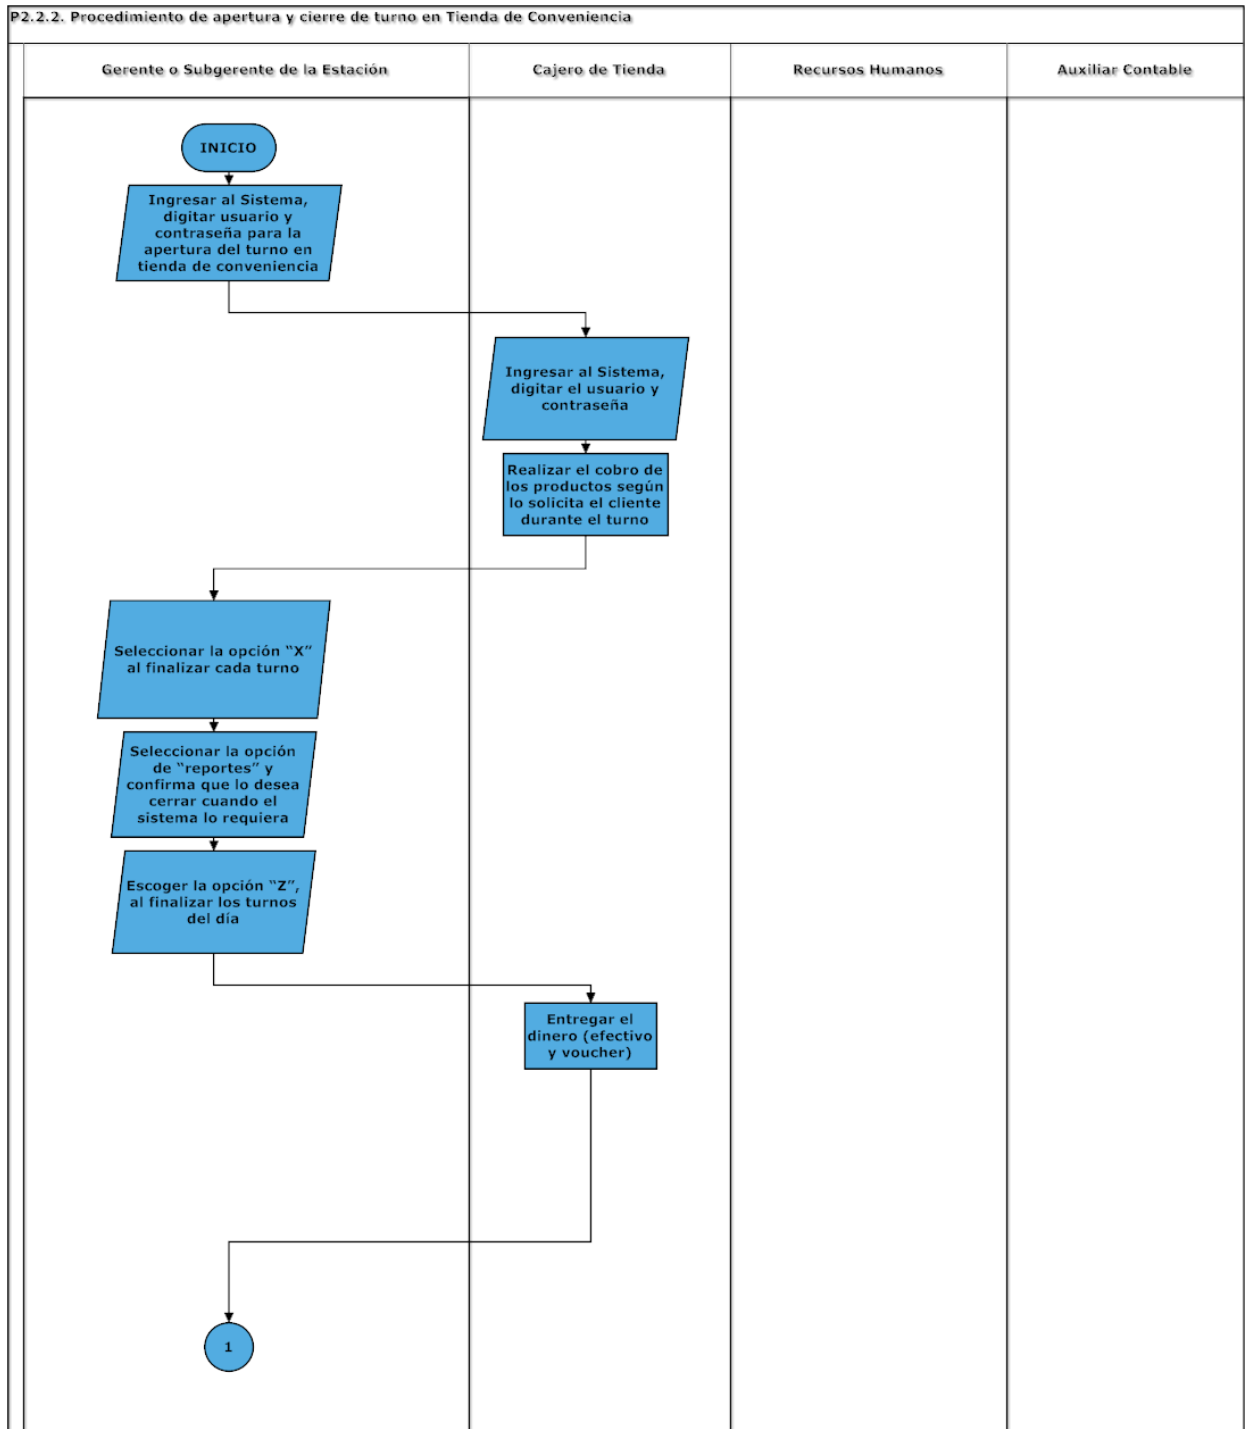 P2.2.2. Procedimiento de apertura y cierre de turno en Tienda de Conveniencia
Gerente o Subgerente de la Estación
Cajero de Tienda
Recursos Humanos
Auxiliar Contable
INICIO
Ingresar al Sistema,
digitar usuario y
contraseña para la
apertura del turno en
tienda de conveniencia
Ingresar al Sistema,
digitar el usuario y
contraseña
Realizar el cobro de
los productos según
lo solicita el cliente
durante el turno
Seleccionar la opción “X”
al finalizar cada turno
Seleccionar la opción
de “reportes” y
confirma que lo desea
cerrar cuando el
sistema lo requiera
Escoger la opción “Z”,
al finalizar los turnos
del día
Entregar el
dinero (efectivo
y voucher)
1